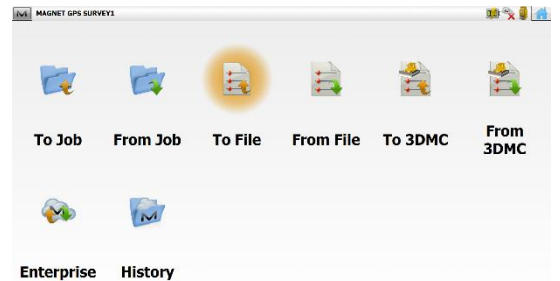 MAGNET GPS SURVEY1
To Job
From Job
To File
From File
To 3DMC
From
3DMC
Enterprise
History